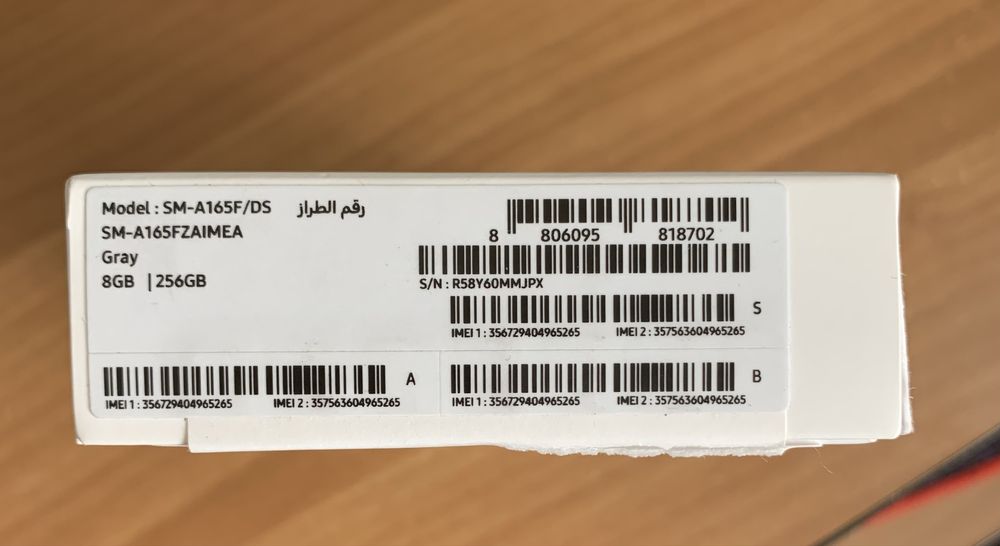 Model : SM-A165F/DS رقم الطراز
SM-A165FZAIMEA
Gray
8GB | 256GB
8 806095 818702
S/N : R58Y60MMJPX
IMEI 1 : 356729404965265 IMEI 2 : 357563604965265 S
IMEI 1 : 356729404965265 IMEI 2 : 357563604965265 A
IMEI 1 : 356729404965265 IMEI 2 : 357563604965265 B